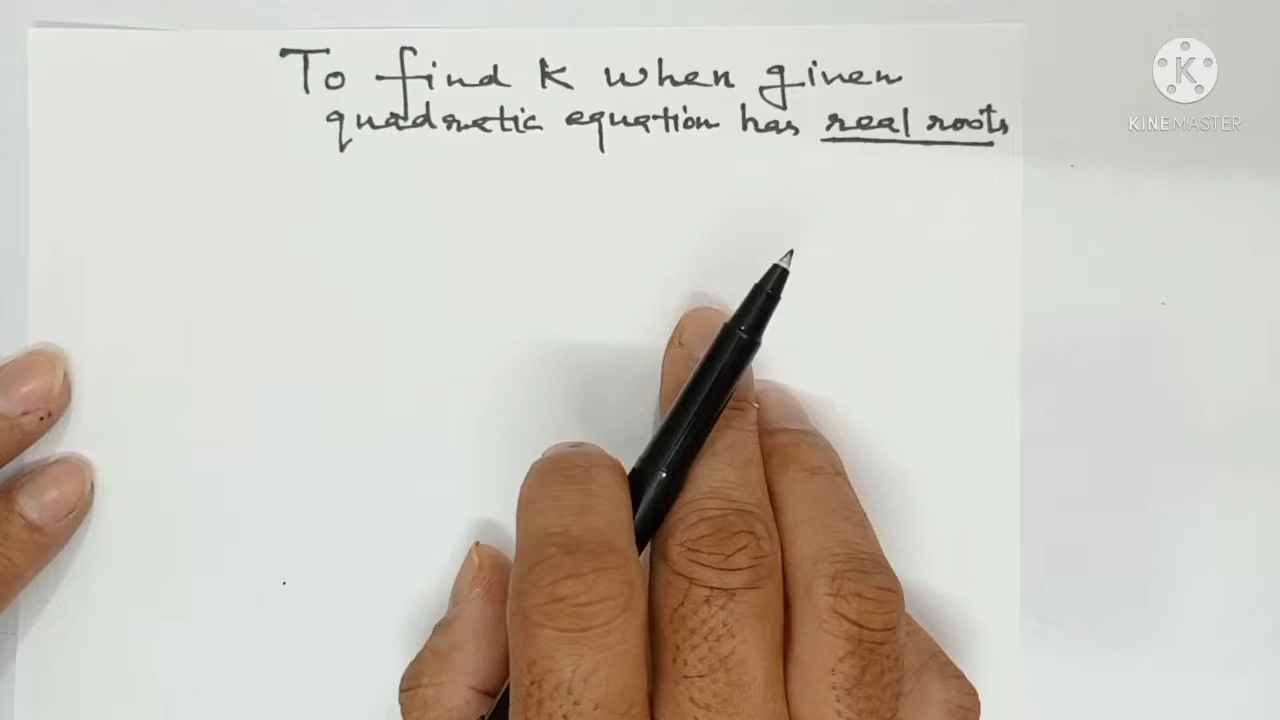 To find K when given
quadratic equation has real roots
K
KINEMASTER